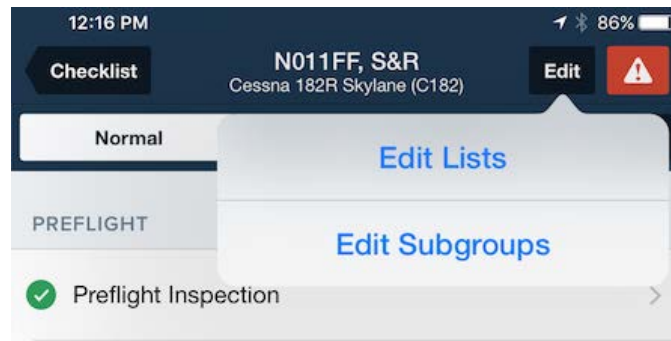 12:16 PM 86%
Checklist N011FF, S&R Edit
Cessna 182R Skylane (C182)
Normal
Edit Lists
PREFLIGHT
Edit Subgroups
Preflight Inspection